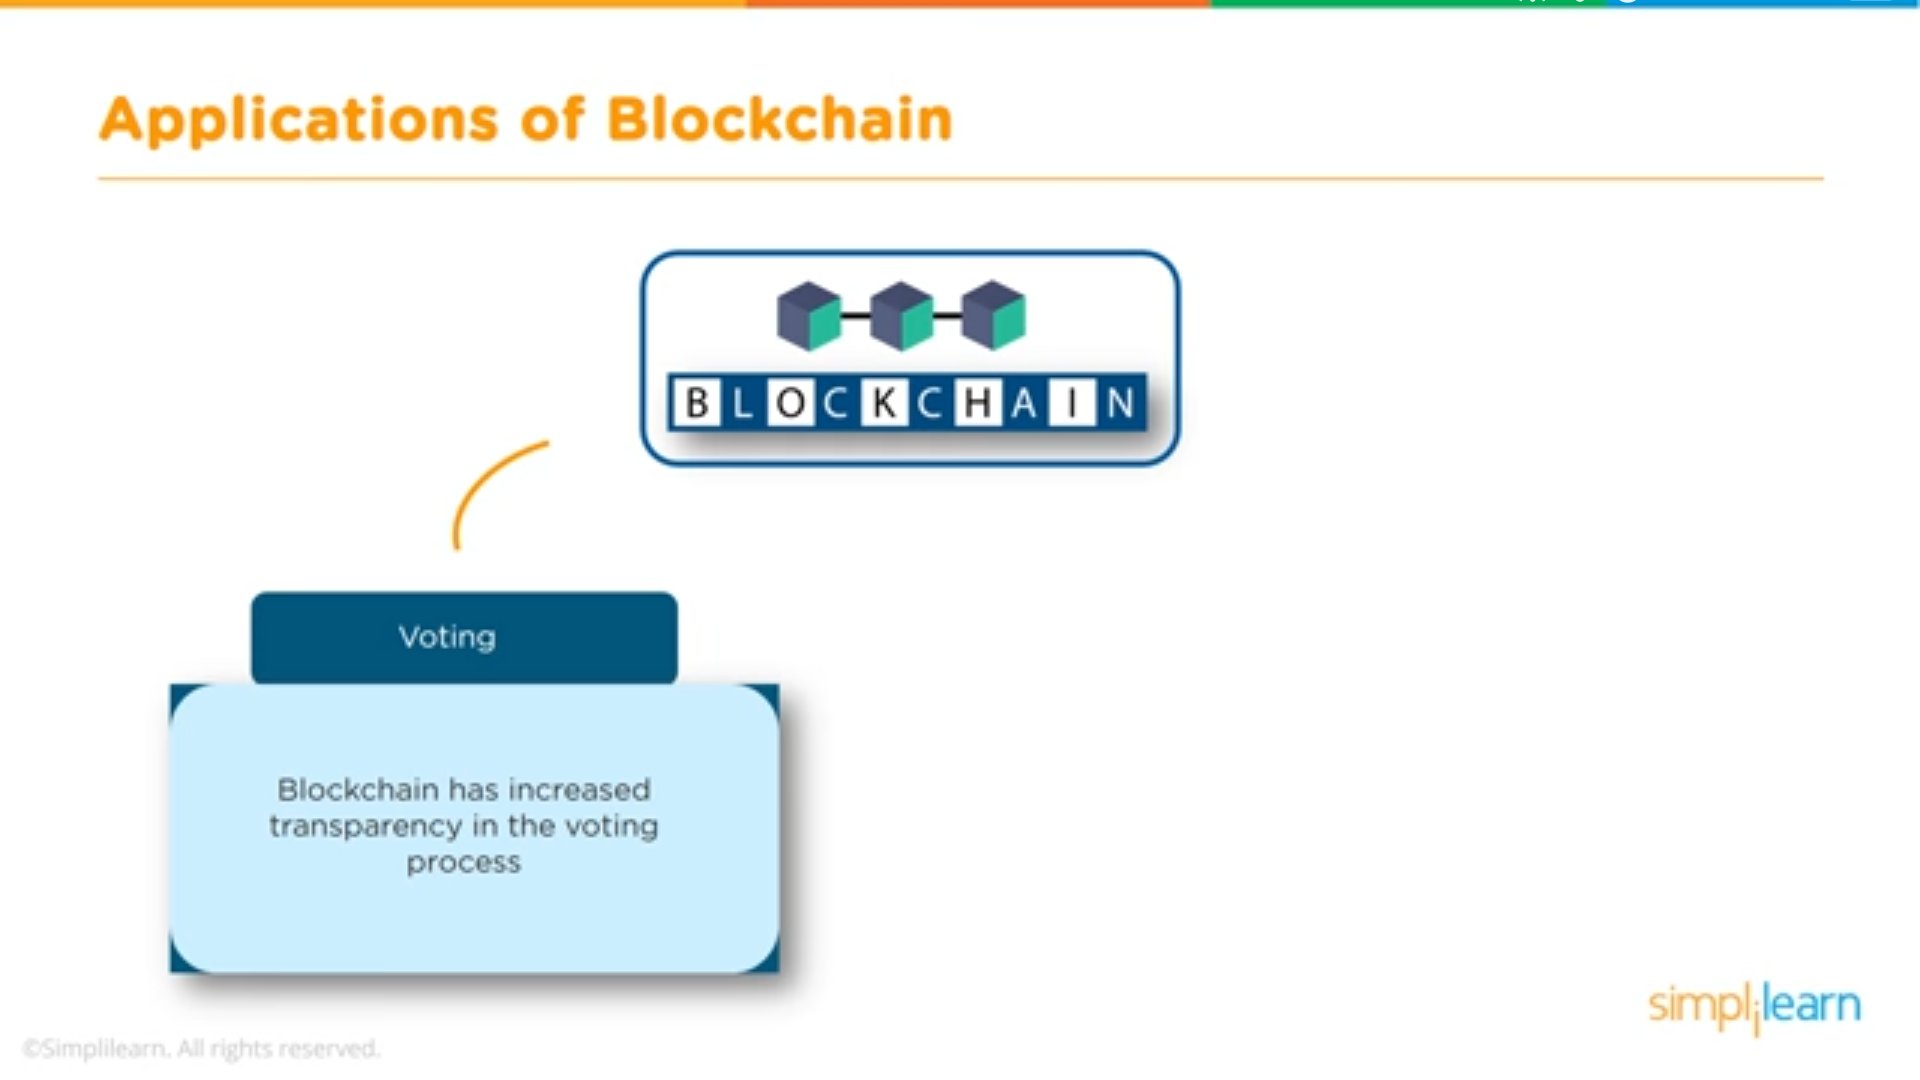 Applications of Blockchain
BLOCKCHAIN
Voting
Blockchain has increased
transparency in the voting
process
simplilearn
©Simplilearn. All rights reserved.